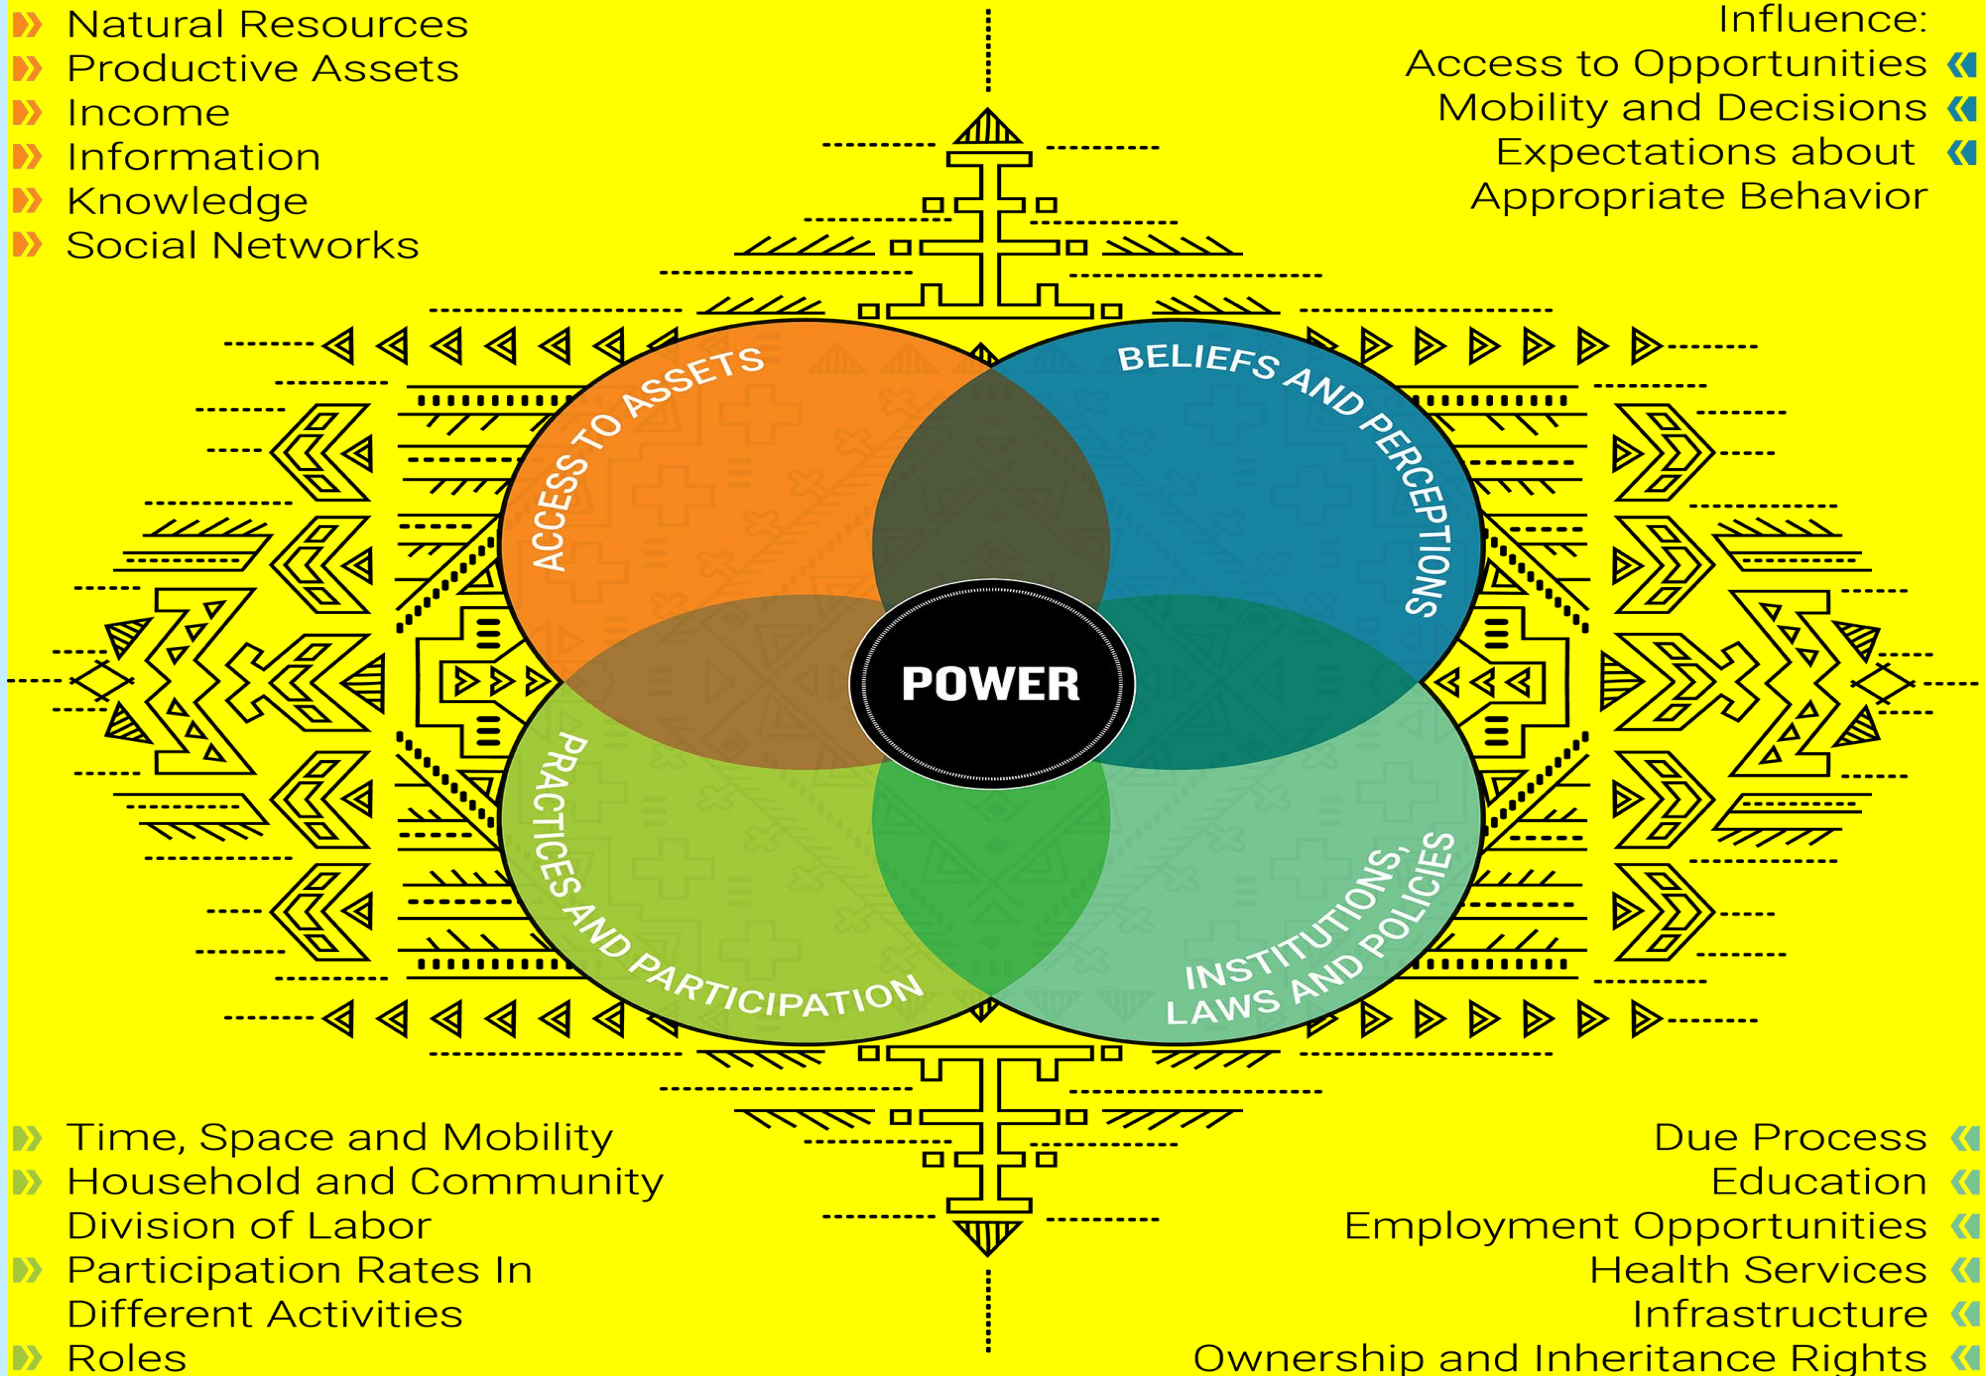 Natural Resources
Productive Assets
Income
Information
Knowledge
Social Networks
Influence:
Access to Opportunities
Mobility and Decisions
Expectations about
Appropriate Behavior
ACCESS TO ASSETS
BELIEFS AND PERCEPTIONS
POWER
PRACTICES AND PARTICIPATION
INSTITUTIONS,
LAWS AND POLICIES
Time, Space and Mobility
Household and Community
Division of Labor
Participation Rates In
Different Activities
Roles
Due Process
Education
Employment Opportunities
Health Services
Infrastructure
Ownership and Inheritance Rights